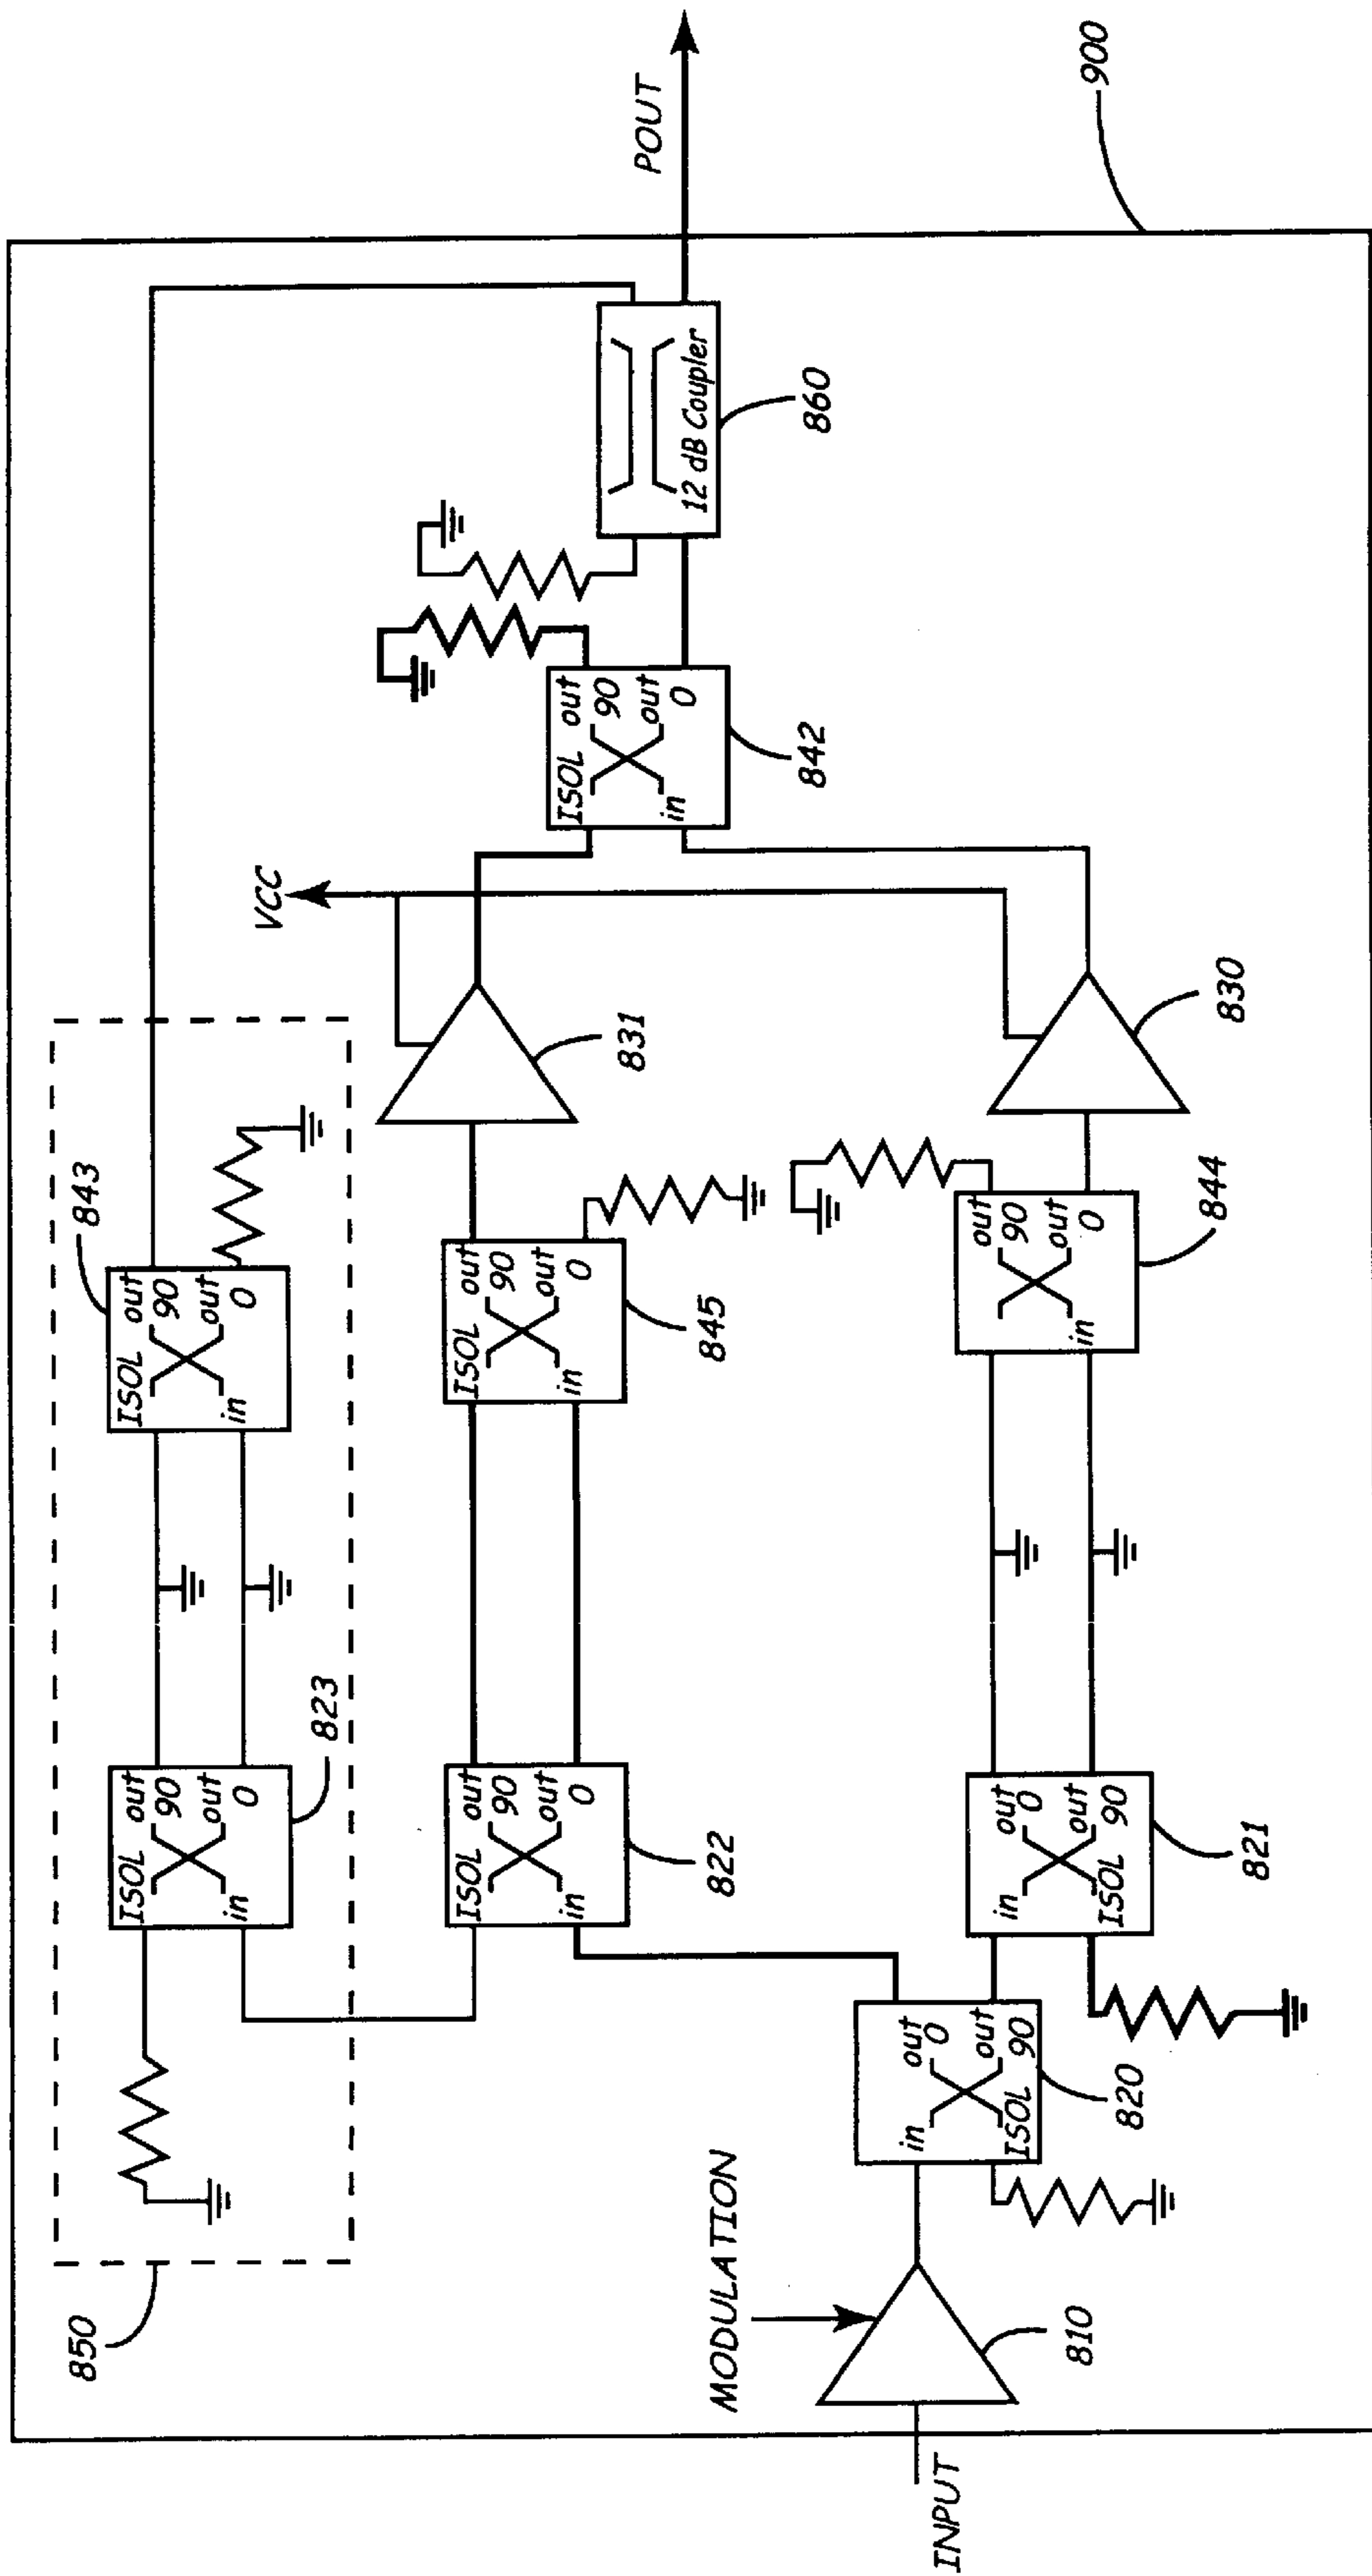 INPUT
MODULATION
810
in
out
0
out
90
ISOL
820
850
ISOL
out
90
in
out
0
823
ISOL
out
90
in
out
0
843
ISOL
out
90
in
out
0
822
ISOL
out
90
in
out
0
845
in
out
0
out
90
ISOL
821
out
90
in
out
0
844
831
830
VCC
ISOL
out
90
in
out
0
842
12 dB Coupler
860
POUT
900